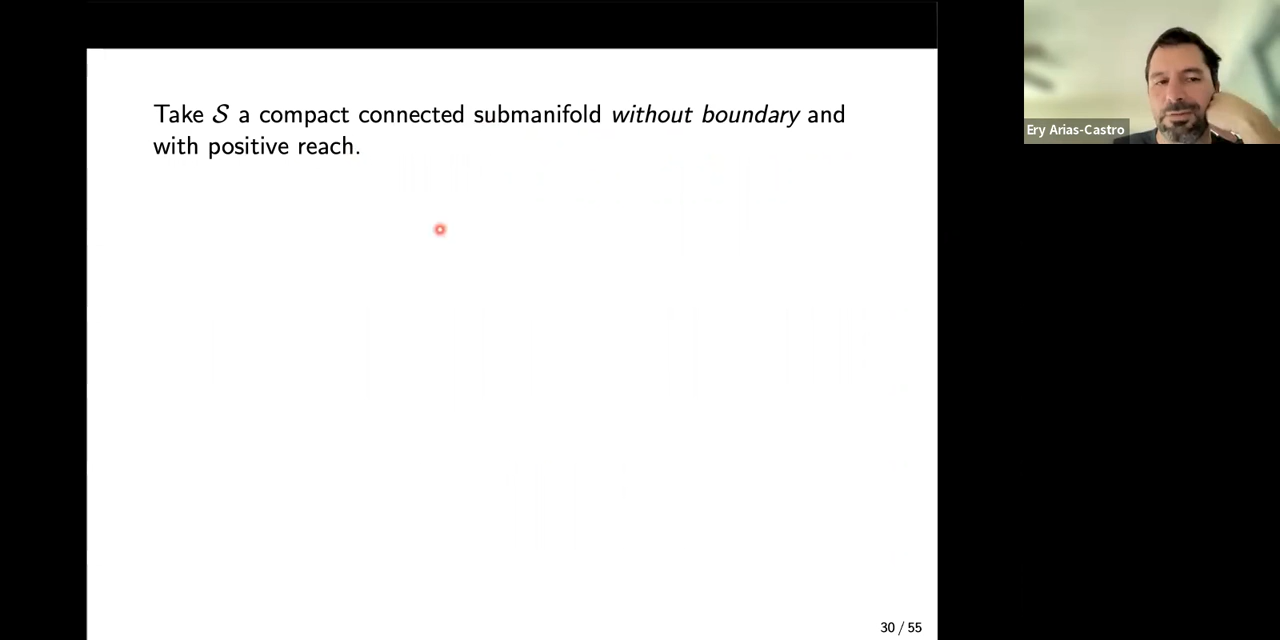 Take 𝒮 a compact connected submanifold without boundary and
with positive reach.
Ery Arias-Castro
30 / 55